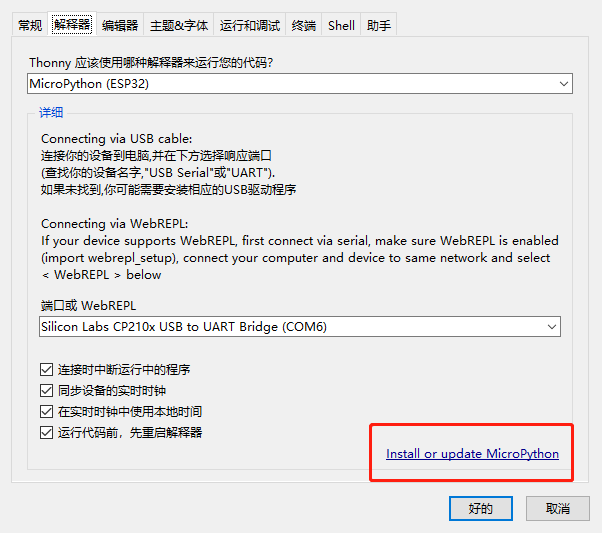 常规 解释器 编辑器 主题&字体 运行和调试 终端 Shell 助手
Thonny 应该使用哪种解释器来运行您的代码？
MicroPython (ESP32)
详细
Connecting via USB cable:
连接你的设备到电脑,并在下方选择响应端口
(查找你的设备名字,"USB Serial"或"UART").
如果未找到,你可能需要安装相应的USB驱动程序
Connecting via WebREPL:
If your device supports WebREPL, first connect via serial, make sure WebREPL is enabled
(import webrepl_setup), connect your computer and device to same network and select
< WebREPL > below
端口或 WebREPL
Silicon Labs CP210x USB to UART Bridge (COM6)
连接时中断运行中的程序
同步设备的实时时钟
在实时时钟中使用本地时间
运行代码前，先重启解释器
Install or update MicroPython
好的 取消